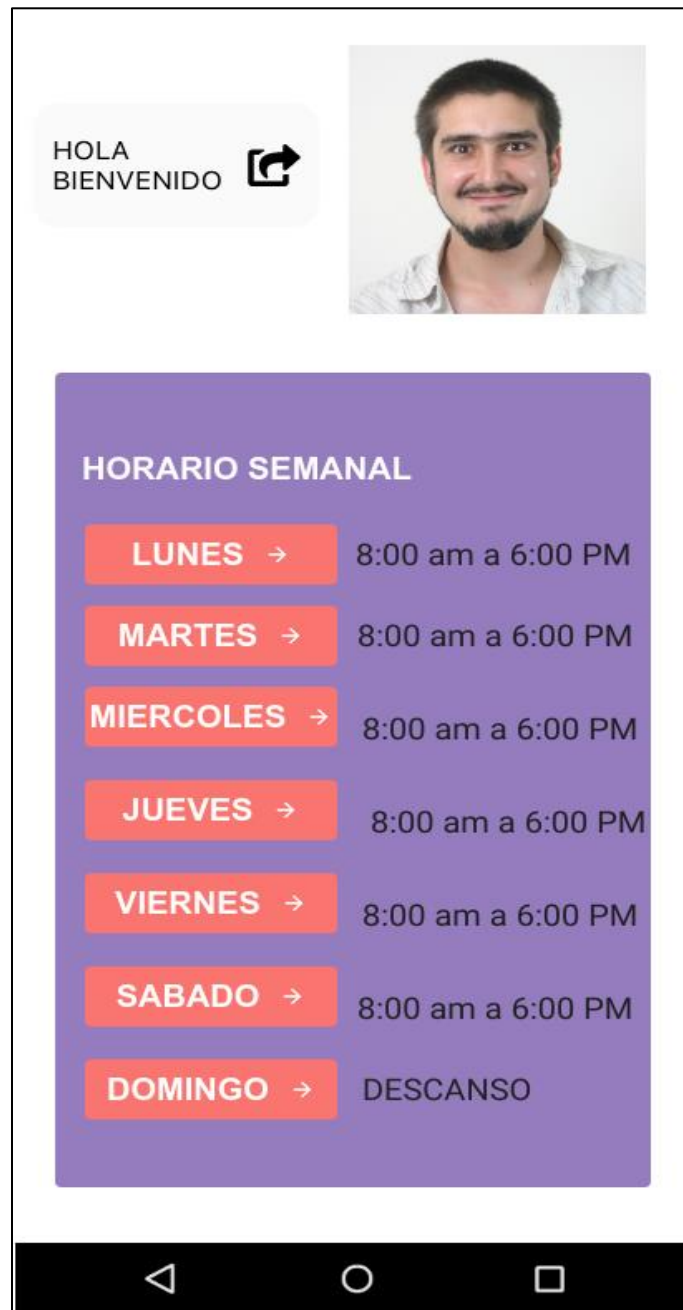 HOLA
BIENVENIDO
HORARIO SEMANAL
LUNES → 8:00 am a 6:00 PM
MARTES → 8:00 am a 6:00 PM
MIERCOLES → 8:00 am a 6:00 PM
JUEVES → 8:00 am a 6:00 PM
VIERNES → 8:00 am a 6:00 PM
SABADO → 8:00 am a 6:00 PM
DOMINGO → DESCANSO